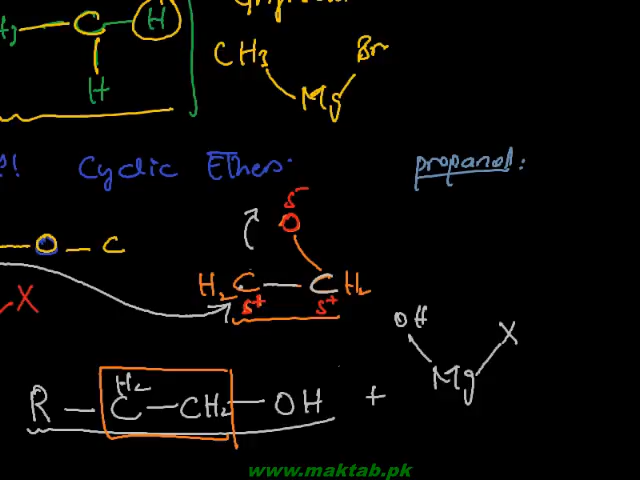 C — H
CH3 Br
H Mg
Cyclic Ethers. propanol:
δ-
O
O — C
H2C — CH2
X δ+ δ+
OH X
Mg
H2
R — C — CH2 — OH +
www.maktab.pk